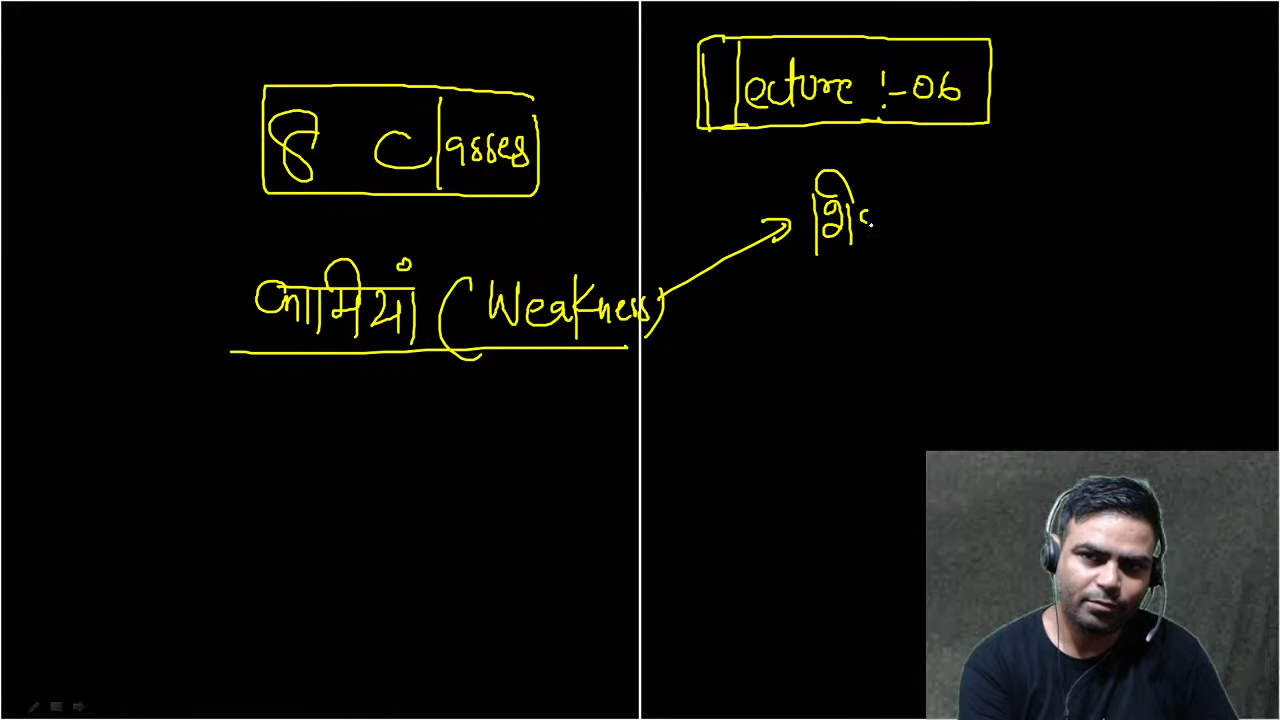 8 Classes
कामियां (Weakness)
Lecture :- 06
शि